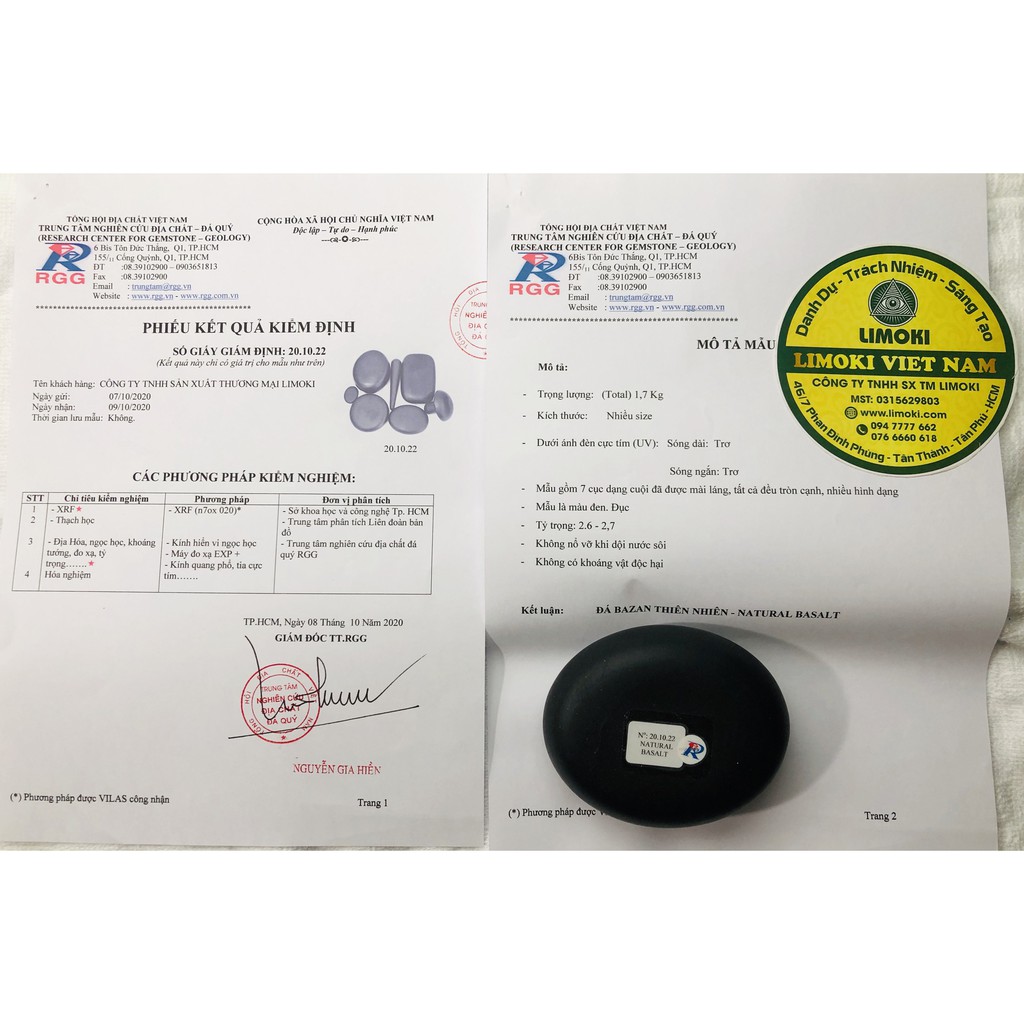 TỔNG HỘI ĐỊA CHẤT VIỆT NAM
TRUNG TÂM NGHIÊN CỨU ĐỊA CHẤT – ĐÁ QUÝ
(RESEARCH CENTER FOR GEMSTONE – GEOLOGY)
6 Bis Tôn Đức Thắng, Q1, TP.HCM
155/11 Cống Quỳnh, Q1, TP.HCM
ĐT :08.39102900 – 0903651813
Fax :08.39102900
Email : trungtam@rgg.vn
Website : www.rgg.vn - www.rgg.com.vn
RGG
CỘNG HÒA XÃ HỘI CHỦ NGHĨA VIỆT NAM
Độc lập – Tự do – Hạnh phúc
PHIẾU KẾT QUẢ KIỂM ĐỊNH
SỐ GIẤY GIÁM ĐỊNH: 20.10.22
(Kết quả này chỉ có giá trị cho mẫu như trên)
Tên khách hàng: CÔNG TY TNHH SẢN XUẤT THƯƠNG MẠI LIMOKI
Ngày gửi: 07/10/2020
Ngày nhận: 09/10/2020
Thời gian lưu mẫu: Không.
20.10.22
CÁC PHƯƠNG PHÁP KIỂM NGHIỆM:
STT Chỉ tiêu kiểm nghiệm Phương pháp Đơn vị phân tích
1 - XRF★ - XRF (n7ox 020)* - Sở khoa học và công nghệ Tp. HCM
2 - Thạch học - Trung tâm phân tích Liên đoàn bản đồ
3 - Địa Hóa, ngọc học, khoáng tướng, đo xạ, tỷ trọng…….★ - Kính hiển vi ngọc học - Trung tâm nghiên cứu địa chất đá quý RGG
- Máy đo xạ EXP +
4 Hóa nghiệm - Kính quang phổ, tia cực tím…….
TP.HCM, Ngày 08 Tháng 10 Năm 2020
GIÁM ĐỐC TT.RGG
TRUNG TÂM
NGHIÊN CỨU
ĐỊA CHẤT
ĐÁ QUÝ
NGUYỄN GIA HIỀN
(*) Phương pháp được VILAS công nhận
Trang 1
TỔNG HỘI ĐỊA CHẤT VIỆT NAM
TRUNG TÂM NGHIÊN CỨU ĐỊA CHẤT – ĐÁ QUÝ
(RESEARCH CENTER FOR GEMSTONE – GEOLOGY)
6Bis Tôn Đức Thắng, Q1, TP.HCM
155/11 Cống Quỳnh, Q1, TP.HCM
ĐT :08.39102900 – 0903651813
Fax :08.39102900
Email : trungtam@rgg.vn
Website : www.rgg.vn - www.rgg.com.vn
RGG
MÔ TẢ MẪU
Mô tả:
- Trọng lượng: (Total) 1,7 Kg
- Kích thước: Nhiều size
- Dưới ánh đèn cực tím (UV): Sóng dài: Trơ
Sóng ngắn: Trơ
- Mẫu gồm 7 cục dạng cuội đã được mài láng, tất cả đều tròn cạnh, nhiều hình dạng
- Mẫu là màu đen. Đục
- Tỷ trọng: 2.6 - 2,7
- Không nổ vỡ khi dội nước sôi
- Không có khoáng vật độc hại
Kết luận: ĐÁ BAZAN THIÊN NHIÊN - NATURAL BASALT
Nº: 20.10.22
NATURAL
BASALT
(*) Phương pháp được
Trang 2
Danh Dự - Trách Nhiệm - Sáng Tạo
LIMOKI
LIMOKI VIET NAM
CÔNG TY TNHH SX TM LIMOKI
MST: 0315629803
www.limoki.com
094 7777 662
076 6660 618
46/7 Phan Đình Phùng - Tân Thành - Tân Phú - HCM